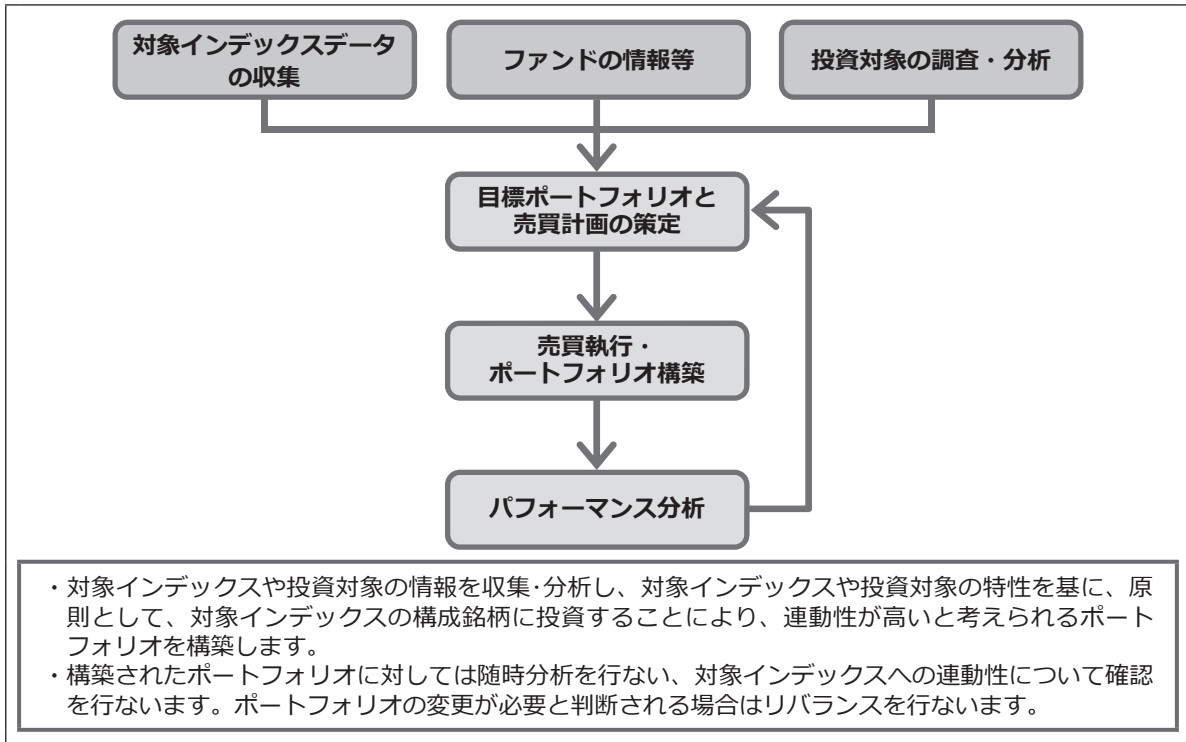 対象インデックスデータ
の収集
ファンドの情報等
投資対象の調査・分析
目標ポートフォリオと
売買計画の策定
売買執行・
ポートフォリオ構築
パフォーマンス分析
・対象インデックスや投資対象の情報を収集･分析し、対象インデックスや投資対象の特性を基に、原
則として、対象インデックスの構成銘柄に投資することにより、連動性が高いと考えられるポート
フォリオを構築します。
・構築されたポートフォリオに対しては随時分析を行ない、対象インデックスへの連動性について確認
を行ないます。ポートフォリオの変更が必要と判断される場合はリバランスを行ないます。